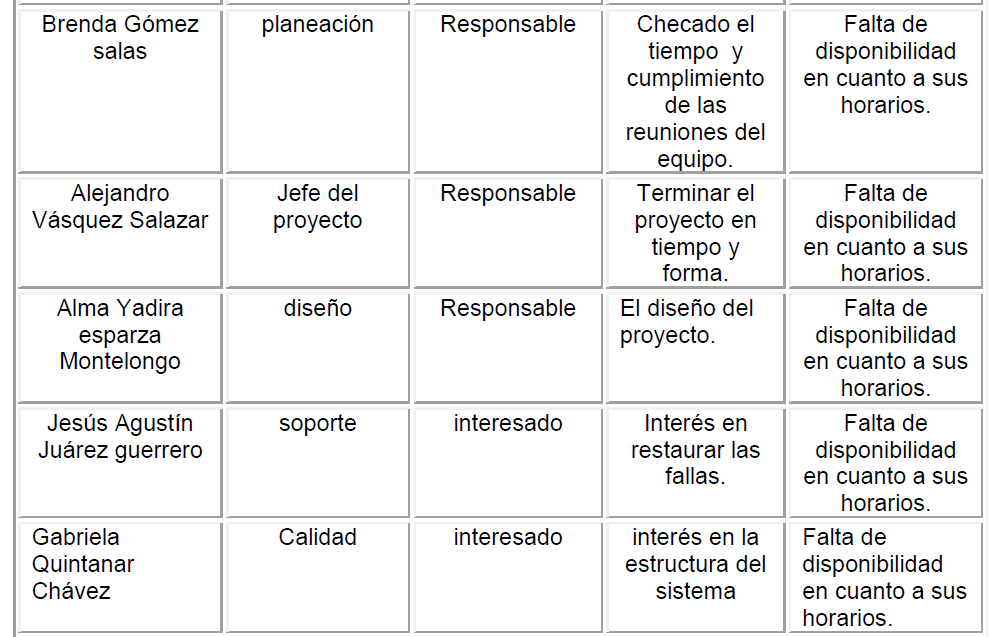 Brenda Gómez
salas
planeación
Responsable
Checado el
tiempo y
cumplimiento
de las
reuniones del
equipo.
Falta de
disponibilidad
en cuanto a sus
horarios.
Alejandro
Vásquez Salazar
Jefe del
proyecto
Responsable
Terminar el
proyecto en
tiempo y
forma.
Falta de
disponibilidad
en cuanto a sus
horarios.
Alma Yadira
esparza
Montelongo
diseño
Responsable
El diseño del
proyecto.
Falta de
disponibilidad
en cuanto a sus
horarios.
Jesús Agustín
Juárez guerrero
soporte
interesado
Interés en
restaurar las
fallas.
Falta de
disponibilidad
en cuanto a sus
horarios.
Gabriela
Quintanar
Chávez
Calidad
interesado
interés en la
estructura del
sistema
Falta de
disponibilidad
en cuanto a sus
horarios.